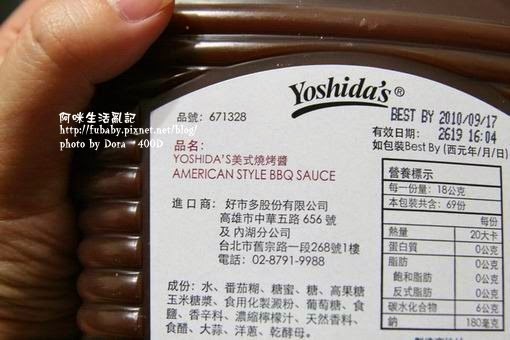 Yoshida's®
BEST BY 2010/09/17
2619 16:04
品號: 671328
有效日期:
如包裝Best By (西元年/月/日)
品名:
YOSHIDA'S美式燒烤醬
AMERICAN STYLE BBQ SAUCE
進口商: 好市多股份有限公司
高雄市中華五路 656 號
及 內湖分公司
台北市舊宗路一段268號1樓
電話: 02-8791-9988
成份: 水、番茄糊、糖蜜、糖、高果糖
玉米糖漿、食用化製澱粉、葡萄糖、食
鹽、香辛料、濃縮檸檬汁、天然香料、
食醋、大蒜、洋蔥、乾酵母。
營養標示
每一份量: 18公克
本包裝共含: 69份
每份
熱量 20大卡
蛋白質 0公克
脂肪 0公克
飽和脂肪 0公克
反式脂肪 0公克
碳水化合物 6公克
鈉 180毫克
阿咪生活亂記
http://fubaby.pixnet.net/blog/
photo by Dora 400D